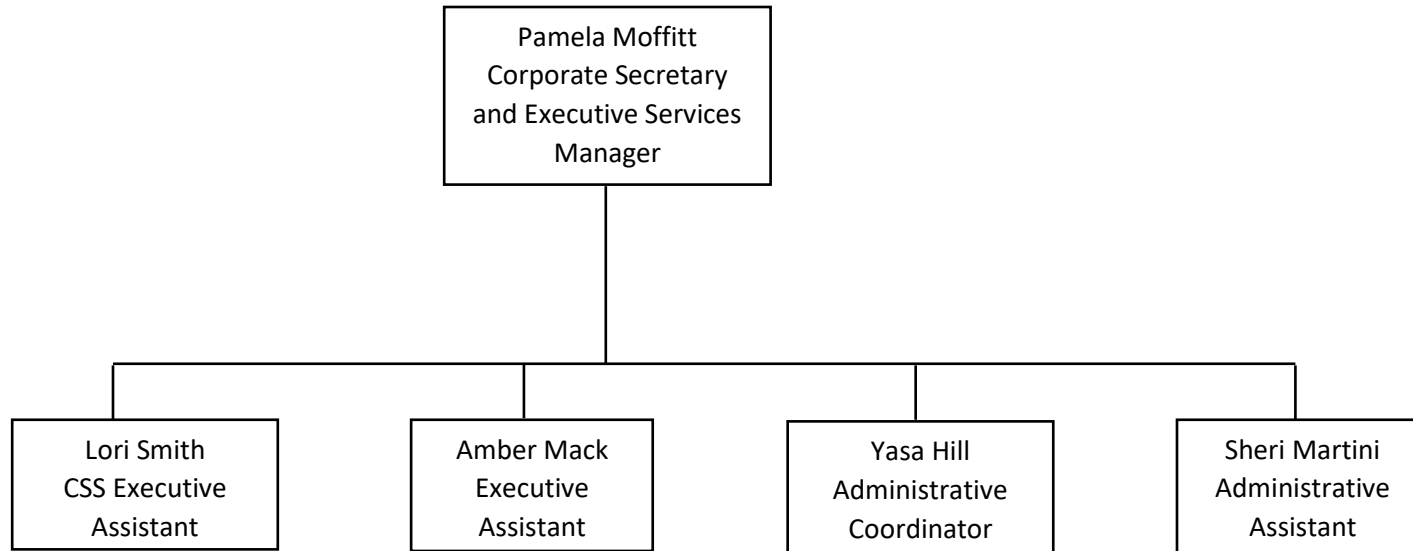 Pamela Moffitt
Corporate Secretary
and Executive Services
Manager
Lori Smith
CSS Executive
Assistant
Amber Mack
Executive
Assistant
Yasa Hill
Administrative
Coordinator
Sheri Martini
Administrative
Assistant